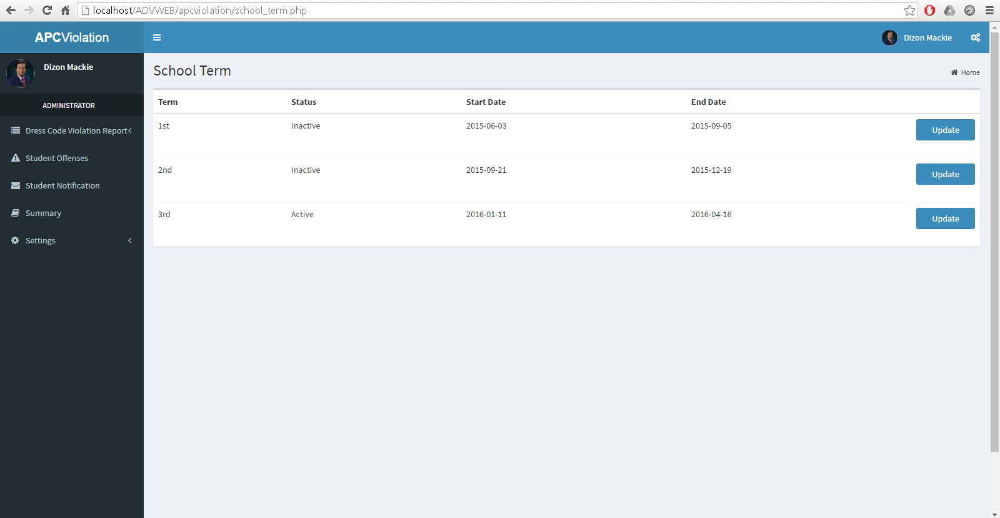 localhost/ADVWEB/apcviolation/school_term.php
APCViolation
Dizon Mackie
Dizon Mackie
ADMINISTRATOR
Dress Code Violation Report
Student Offenses
Student Notification
Summary
Settings
School Term
Home
Term Status Start Date End Date
1st Inactive 2015-06-03 2015-09-05 Update
2nd Inactive 2015-09-21 2015-12-19 Update
3rd Active 2016-01-11 2016-04-16 Update